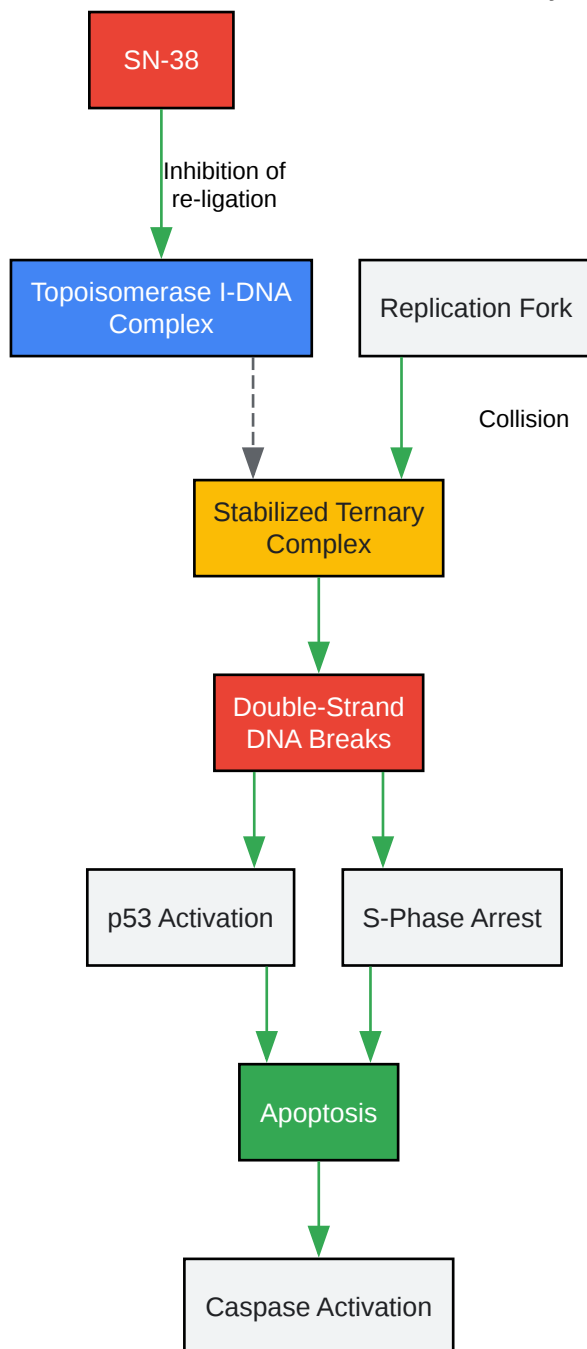 SN-38
Inhibition of
re-ligation
Topoisomerase I-DNA
Complex
Replication Fork
Collision
Stabilized Ternary
Complex
Double-Strand
DNA Breaks
p53 Activation
S-Phase Arrest
Apoptosis
Caspase Activation